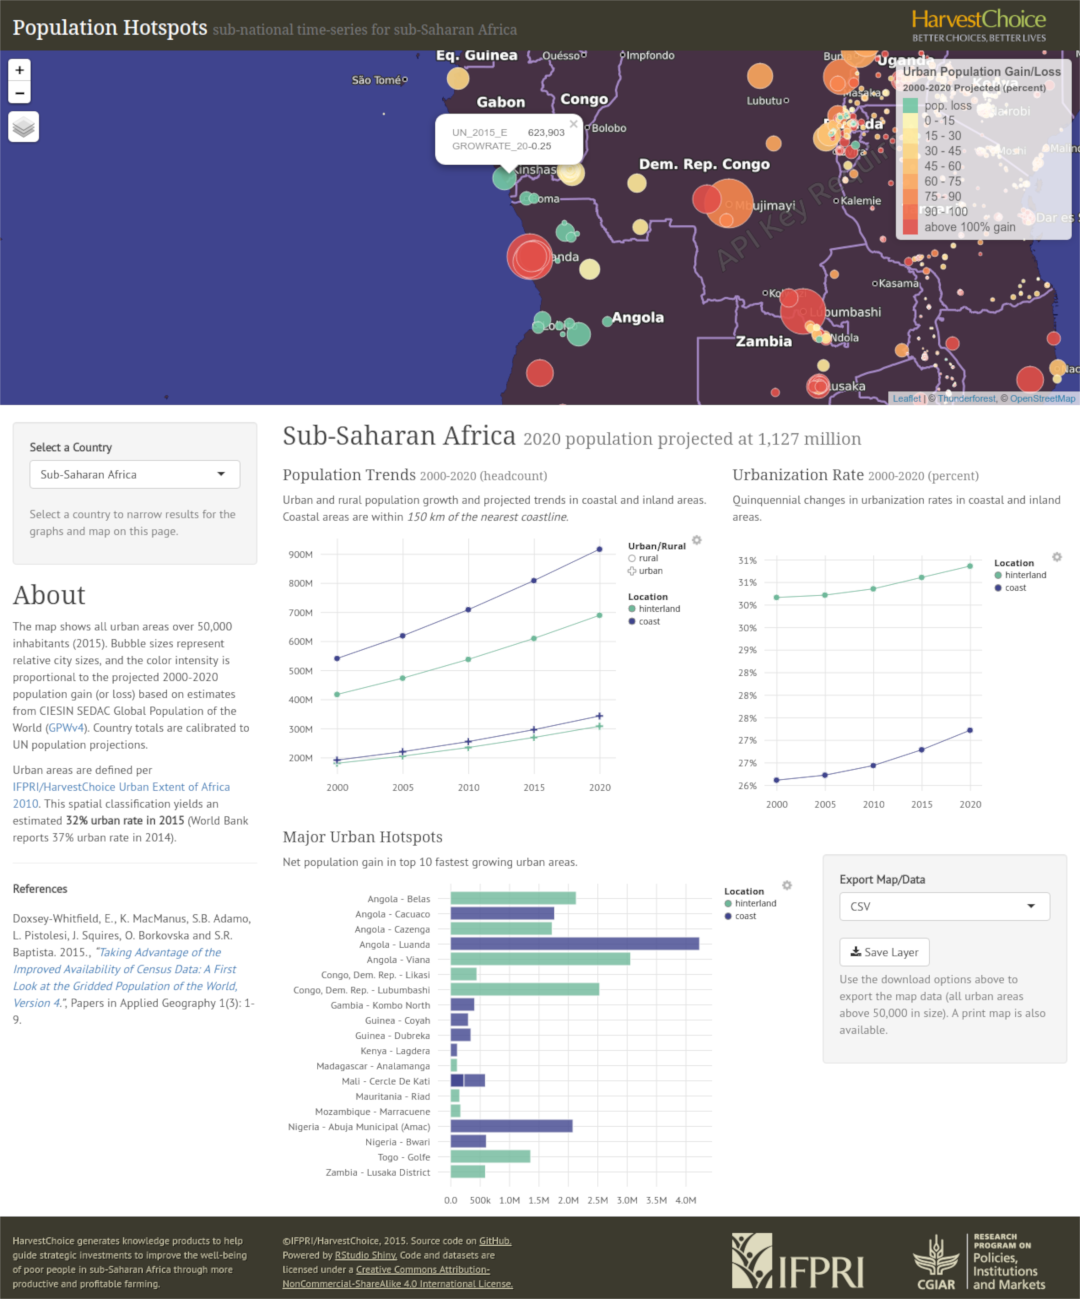 Population Hotspots sub-national time-series for sub-Saharan Africa
HarvestChoice
BETTER CHOICES, BETTER LIVES
+
−
São Tomé
Eq. Guinea
Ouésso
Impfondo
Gabon
Congo
Bolobo
Lubutu
Uganda
Masaka
UN_2015_E 623,903
GROWRATE_20-0.25
×
Kinshas
Boma
Dem. Rep. Congo
Mbujimayi
Kalemie
API Key Requir
Urban Population Gain/Loss
2000-2020 Projected (percent)
pop. loss
0 - 15
15 - 30
30 - 45
45 - 60
60 - 75
75 - 90
90 - 100
above 100% gain
Nairobi
Moshi
Malin
Dar es S
anda
Angola
Kasama
Lubumbashi
Ndola
Zambia
Lusaka
Nac
Leaflet | © Thunderforest, © OpenStreetMap
Select a Country
Sub-Saharan Africa
Select a country to narrow results for the
graphs and map on this page.
About
The map shows all urban areas over 50,000
inhabitants (2015). Bubble sizes represent
relative city sizes, and the color intensity is
proportional to the projected 2000-2020
population gain (or loss) based on estimates
from CIESIN SEDAC Global Population of the
World (GPWv4). Country totals are calibrated to
UN population projections.
Urban areas are defined per
IFPRI/HarvestChoice Urban Extent of Africa
2010. This spatial classification yields an
estimated 32% urban rate in 2015 (World Bank
reports 37% urban rate in 2014).
References
Doxsey-Whitfield, E., K. MacManus, S.B. Adamo,
L. Pistolesi, J. Squires, O. Borkovska and S.R.
Baptista. 2015., "Taking Advantage of the
Improved Availability of Census Data: A First
Look at the Gridded Population of the World,
Version 4.", Papers in Applied Geography 1(3): 1-
9.
Sub-Saharan Africa 2020 population projected at 1,127 million
Population Trends 2000-2020 (headcount)
Urban and rural population growth and projected trends in coastal and inland areas.
Coastal areas are within 150 km of the nearest coastline.
900M
800M
700M
600M
500M
400M
300M
200M
2000 2005 2010 2015 2020
Urban/Rural
rural
urban
Location
hinterland
coast
Urbanization Rate 2000-2020 (percent)
Quinquennial changes in urbanization rates in coastal and inland
areas.
31%
31%
30%
30%
29%
28%
28%
28%
27%
27%
26%
2000 2005 2010 2015 2020
Location
hinterland
coast
Major Urban Hotspots
Net population gain in top 10 fastest growing urban areas.
Angola - Belas
Angola - Cacuaco
Angola - Cazenga
Angola - Luanda
Angola - Viana
Congo, Dem. Rep. - Likasi
Congo, Dem. Rep. - Lubumbashi
Gambia - Kombo North
Guinea - Coyah
Guinea - Dubreka
Kenya - Lagdera
Madagascar - Analamanga
Mali - Cercle De Kati
Mauritania - Riad
Mozambique - Marracuene
Nigeria - Abuja Municipal (Amac)
Nigeria - Bwari
Togo - Golfe
Zambia - Lusaka District
0.0 500k 1.0M 1.5M 2.0M 2.5M 3.0M 3.5M 4.0M
Location
hinterland
coast
Export Map/Data
CSV
Save Layer
Use the download options above to
export the map data (all urban areas
above 50,000 in size). A print map is also
available.
HarvestChoice generates knowledge products to help
guide strategic investments to improve the well-being
of poor people in sub-Saharan Africa through more
productive and profitable farming.
©IFPRI/HarvestChoice, 2015. Source code on GitHub.
Powered by RStudio Shiny. Code and datasets are
licensed under a Creative Commons Attribution-
NonCommercial-ShareAlike 4.0 International License.
IFPRI
CGIAR
RESEARCH
PROGRAM ON
Policies,
Institutions
and Markets